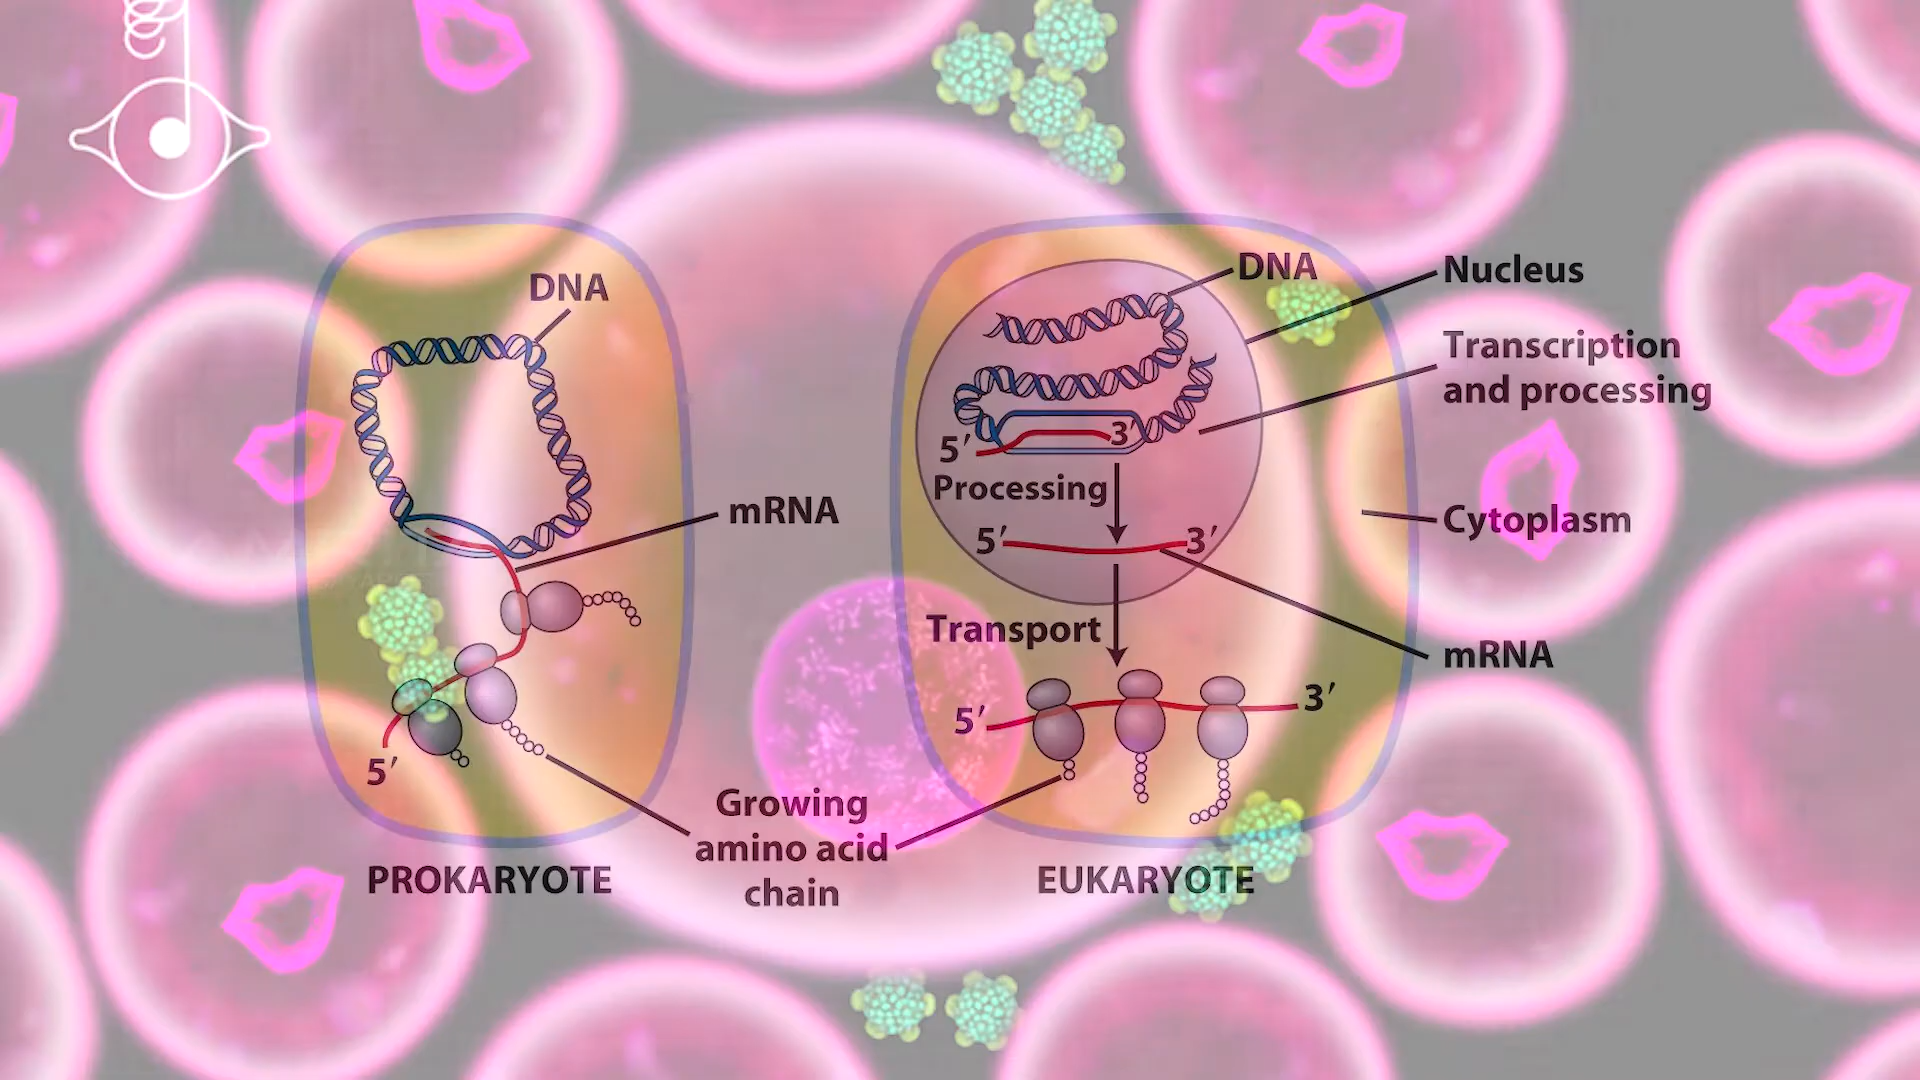 DNA
mRNA
5′
PROKARYOTE
Growing
amino acid
chain
DNA
Nucleus
Transcription
and processing
5′
3′
Processing
5′
3′
Cytoplasm
Transport
mRNA
5′
3′
EUKARYOTE